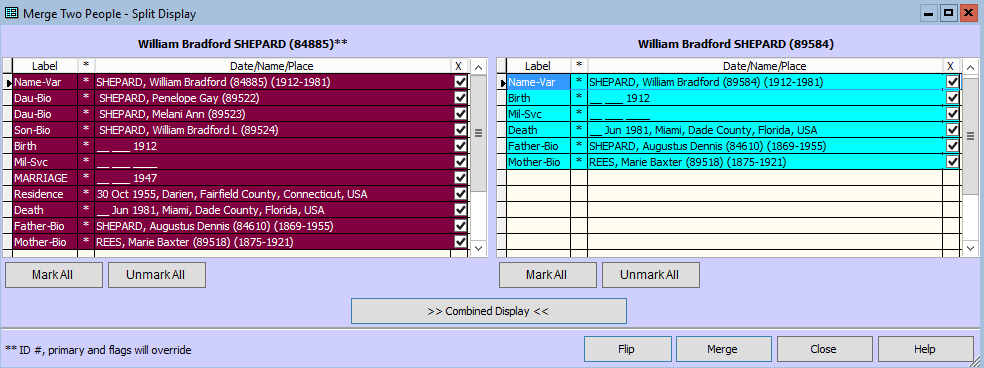 Merge Two People - Split Display
William Bradford SHEPARD (84885)**
Label * Date/Name/Place X
Name-Var * SHEPARD, William Bradford (84885) (1912-1981)
Dau-Bio * SHEPARD, Penelope Gay (89522)
Dau-Bio * SHEPARD, Melani Ann (89523)
Son-Bio * SHEPARD, William Bradford L (89524)
Birth * __ ___ 1912
Mil-Svc * __ ___ ____
MARRIAGE * __ ___ 1947
Residence * 30 Oct 1955, Darien, Fairfield County, Connecticut, USA
Death * __ Jun 1981, Miami, Dade County, Florida, USA
Father-Bio * SHEPARD, Augustus Dennis (84610) (1869-1955)
Mother-Bio * REES, Marie Baxter (89518) (1875-1921)
Mark All Unmark All
William Bradford SHEPARD (89584)
Label * Date/Name/Place X
Name-Var * SHEPARD, William Bradford (89584) (1912-1981)
Birth * __ ___ 1912
Mil-Svc * __ ___ ____
Death * __ Jun 1981, Miami, Dade County, Florida, USA
Father-Bio * SHEPARD, Augustus Dennis (84610) (1869-1955)
Mother-Bio * REES, Marie Baxter (89518) (1875-1921)
Mark All Unmark All
>> Combined Display <<
** ID #, primary and flags will override
Flip Merge Close Help